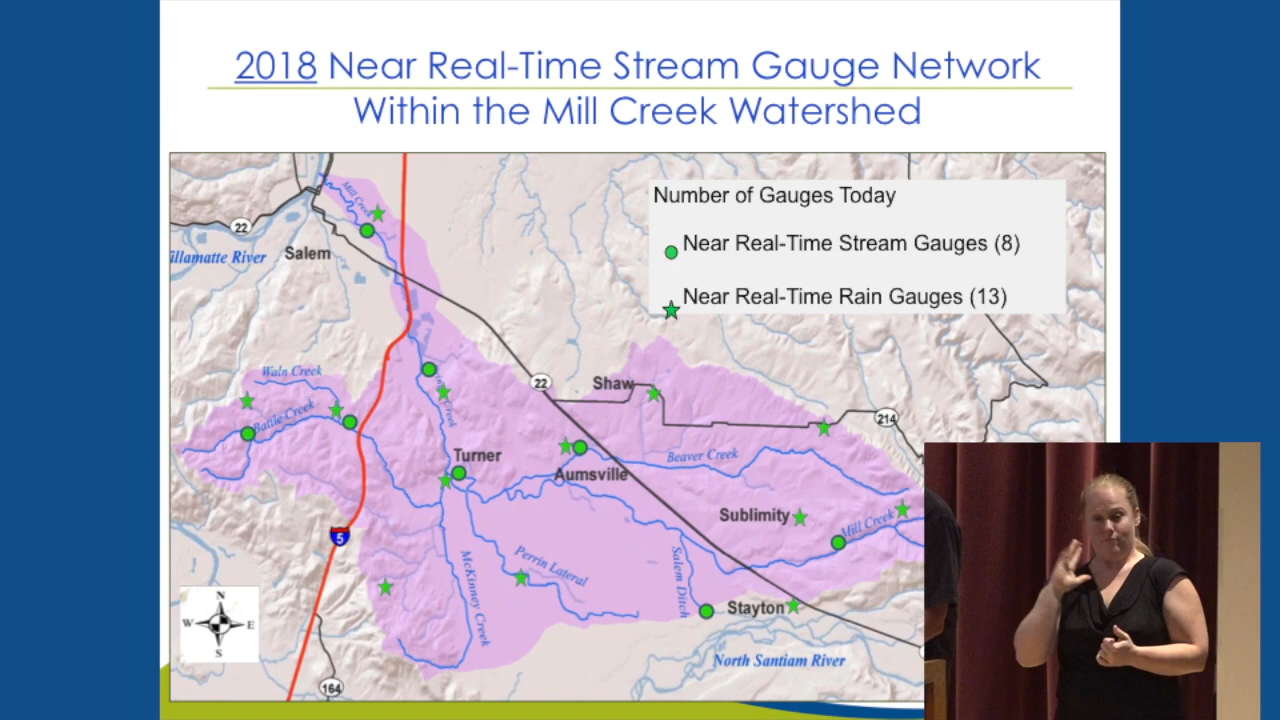 2018 Near Real-Time Stream Gauge Network
Within the Mill Creek Watershed
Number of Gauges Today
Near Real-Time Stream Gauges (8)
Near Real-Time Rain Gauges (13)
Mill Creek
22
Salem
illamatte River
Waln Creek
Battle Creek
22
Shaw
214
Turner
Aumsville
Beaver Creek
Sublimity
Mill Creek
5
Perrin Lateral
McKinney Creek
Salem Ditch
Stayton
N
W E
S
North Santiam River
164